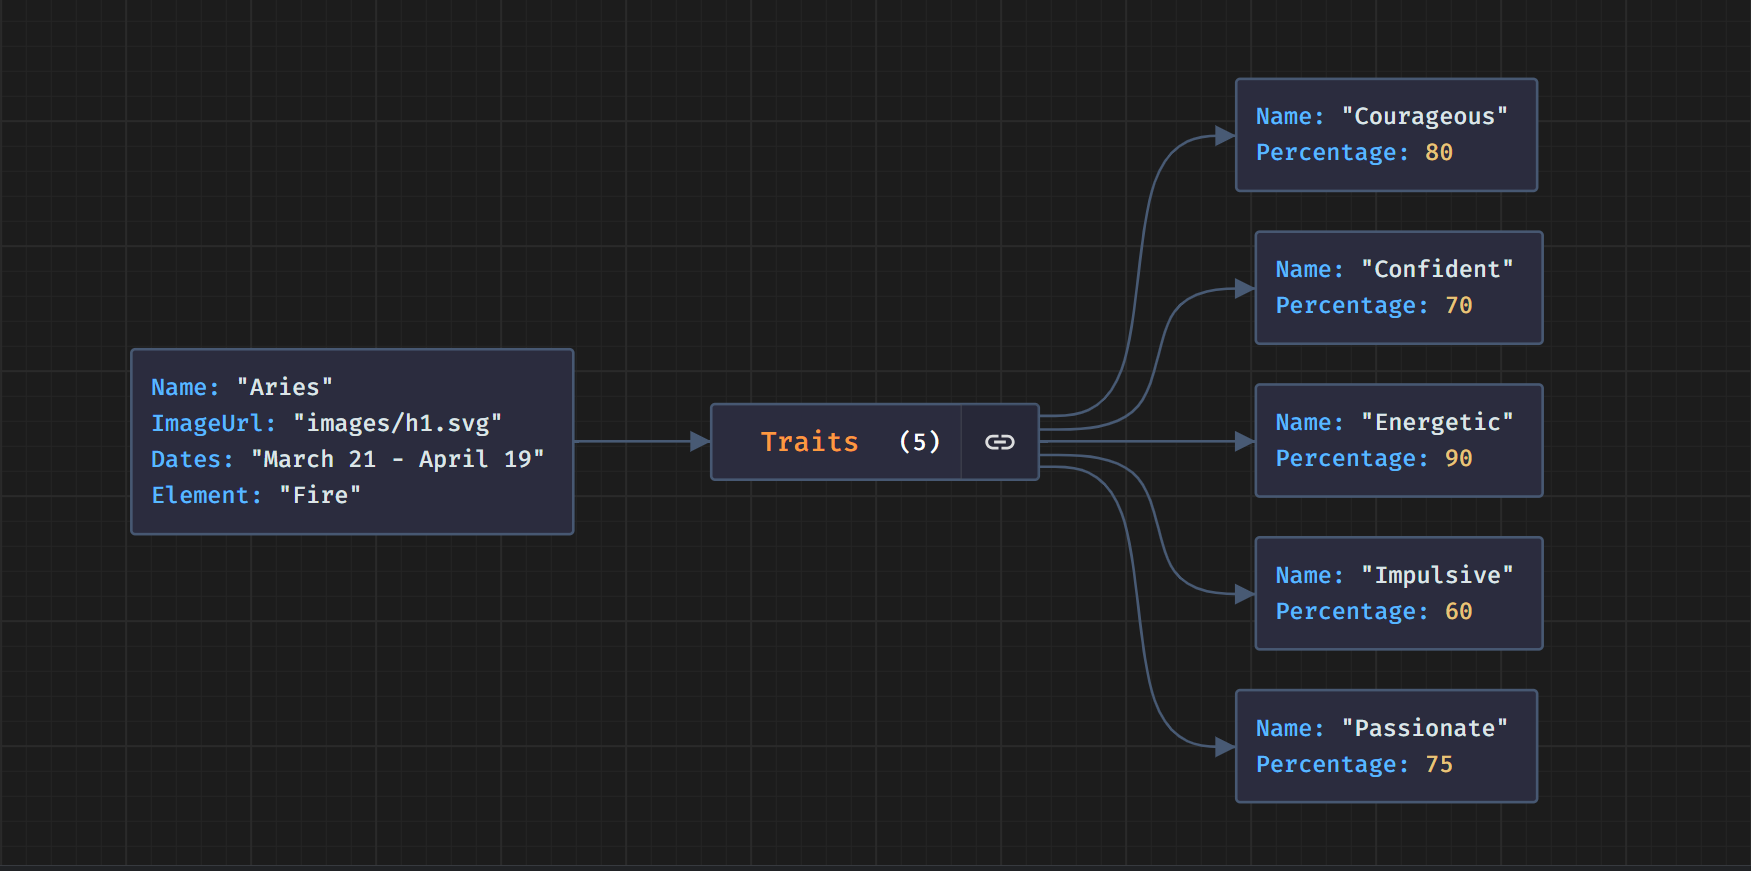 Name: "Aries"
ImageUrl: "images/h1.svg"
Dates: "March 21 - April 19"
Element: "Fire"
Traits (5)
Name: "Courageous"
Percentage: 80
Name: "Confident"
Percentage: 70
Name: "Energetic"
Percentage: 90
Name: "Impulsive"
Percentage: 60
Name: "Passionate"
Percentage: 75